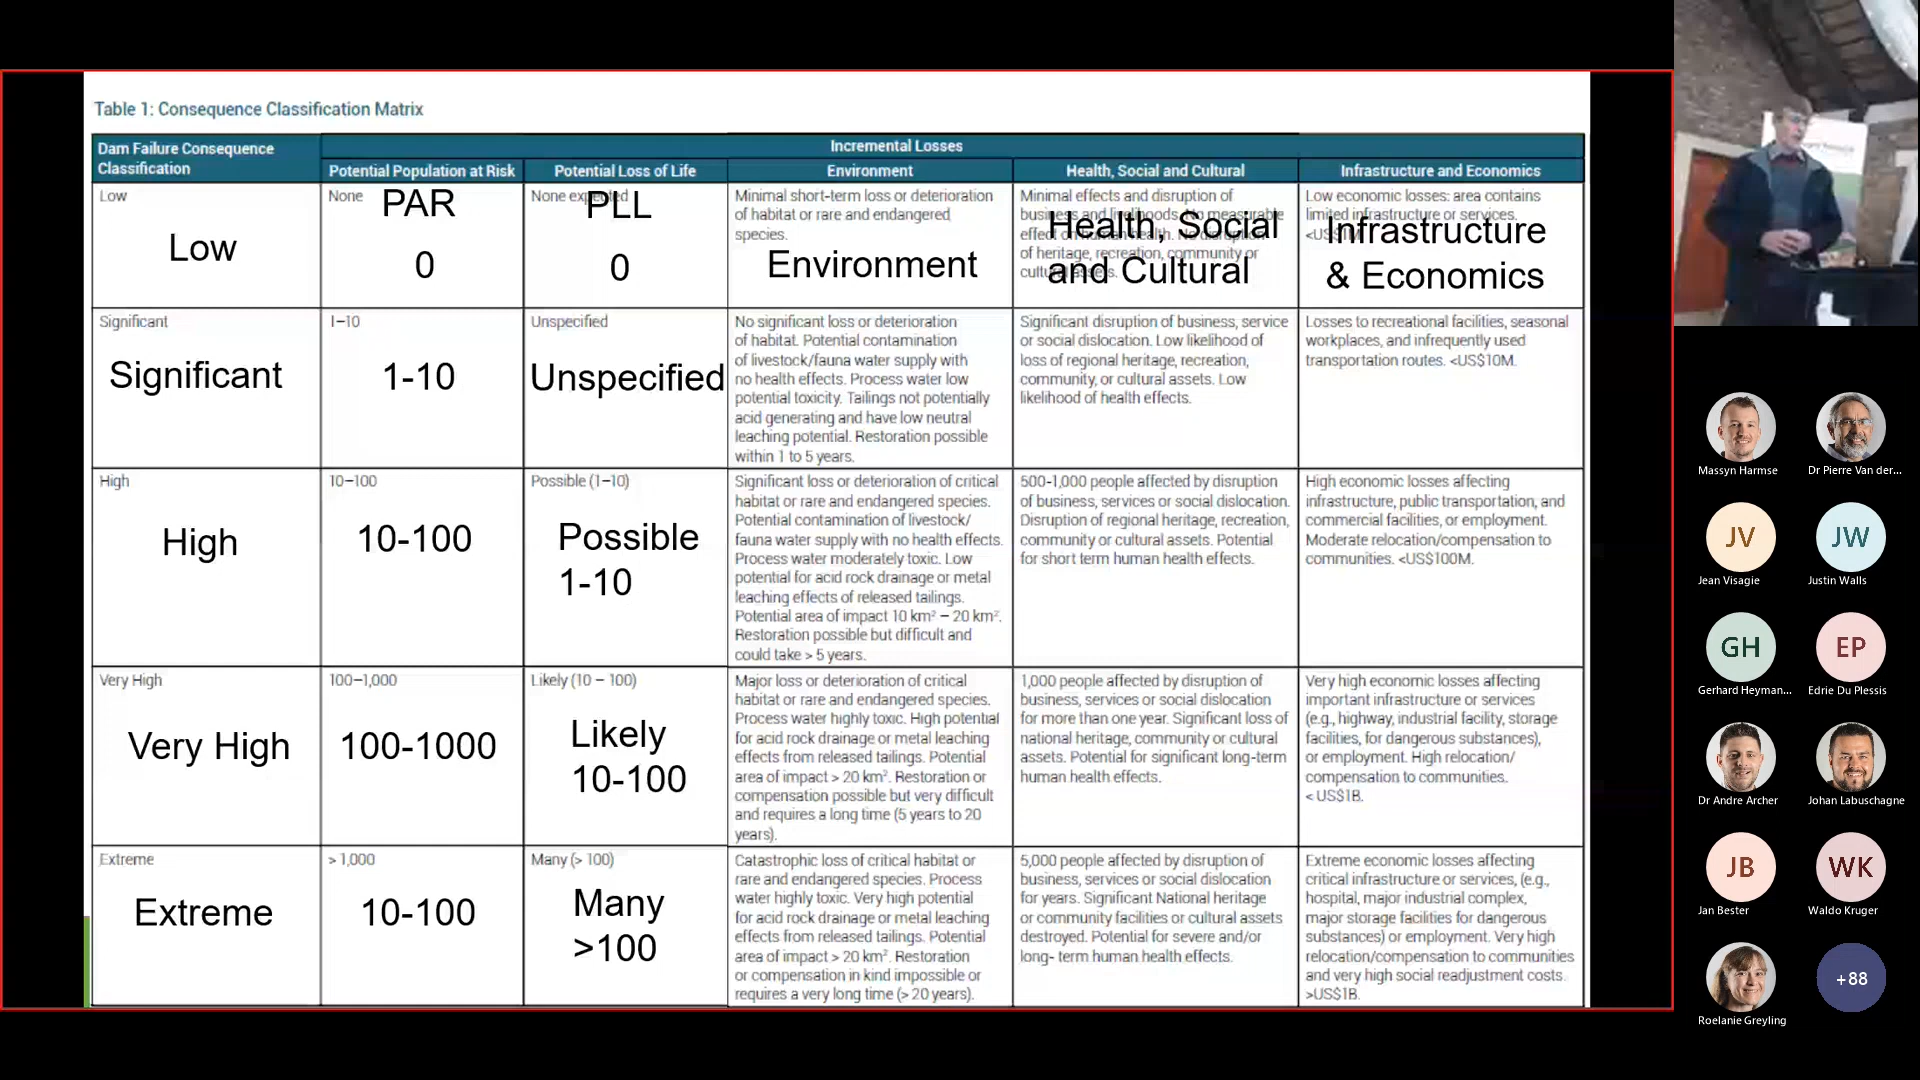 Table 1: Consequence Classification Matrix
Dam Failure Consequence
Classification
Incremental Losses
Potential Population at Risk
Potential Loss of Life
Environment
Health, Social and Cultural
Infrastructure and Economics
Low
None
None expected
Minimal short-term loss or deterioration
of habitat or rare and endangered
species.
Minimal effects and disruption of
business and livelihoods. No measurable
effect on human health. No disruption
of heritage, recreation, community or
cultural assets.
Low economic losses: area contains
limited infrastructure or services.
<US$1M.
Low
PAR
0
PLL
0
Environment
Health, Social
and Cultural
Infrastructure
& Economics
Significant
1–10
Unspecified
No significant loss or deterioration
of habitat. Potential contamination
of livestock/fauna water supply with
no health effects. Process water low
potential toxicity. Tailings not potentially
acid generating and have low neutral
leaching potential. Restoration possible
within 1 to 5 years.
Significant disruption of business, service
or social dislocation. Low likelihood of
loss of regional heritage, recreation,
community, or cultural assets. Low
likelihood of health effects.
Losses to recreational facilities, seasonal
workplaces, and infrequently used
transportation routes. <US$10M.
Significant
1-10
Unspecified
High
10–100
Possible (1–10)
Significant loss or deterioration of critical
habitat or rare and endangered species.
Potential contamination of livestock/
fauna water supply with no health effects.
Process water moderately toxic. Low
potential for acid rock drainage or metal
leaching effects of released tailings.
Potential area of impact 10 km² – 20 km².
Restoration possible but difficult and
could take > 5 years.
500-1,000 people affected by disruption
of business, services or social dislocation.
Disruption of regional heritage, recreation,
community or cultural assets. Potential
for short term human health effects.
High economic losses affecting
infrastructure, public transportation, and
commercial facilities, or employment.
Moderate relocation/compensation to
communities. <US$100M.
High
10-100
Possible
1-10
Very High
100–1,000
Likely (10 – 100)
Major loss or deterioration of critical
habitat or rare and endangered species.
Process water highly toxic. High potential
for acid rock drainage or metal leaching
effects from released tailings. Potential
area of impact > 20 km². Restoration or
compensation possible but very difficult
and requires a long time (5 years to 20
years).
1,000 people affected by disruption of
business, services or social dislocation
for more than one year. Significant loss of
national heritage, community or cultural
assets. Potential for significant long-term
human health effects.
Very high economic losses affecting
important infrastructure or services
(e.g., highway, industrial facility, storage
facilities, for dangerous substances),
or employment. High relocation/
compensation to communities.
< US$1B.
Very High
100-1000
Likely
10-100
Extreme
> 1,000
Many (> 100)
Catastrophic loss of critical habitat or
rare and endangered species. Process
water highly toxic. Very high potential
for acid rock drainage or metal leaching
effects from released tailings. Potential
area of impact > 20 km². Restoration
or compensation in kind impossible or
requires a very long time (> 20 years).
5,000 people affected by disruption of
business, services or social dislocation
for years. Significant National heritage
or community facilities or cultural assets
destroyed. Potential for severe and/or
long- term human health effects.
Extreme economic losses affecting
critical infrastructure or services, (e.g.,
hospital, major industrial complex,
major storage facilities for dangerous
substances) or employment. Very high
relocation/compensation to communities
and very high social readjustment costs.
>US$1B.
Extreme
10-100
Many
>100
Massyn Harmse
Dr Pierre Van der...
JV
JW
Jean Visagie
Justin Walls
GH
EP
Gerhard Heyman...
Edrie Du Plessis
Dr Andre Archer
Johan Labuschagne
JB
WK
Jan Bester
Waldo Kruger
+88
Roelanie Greyling